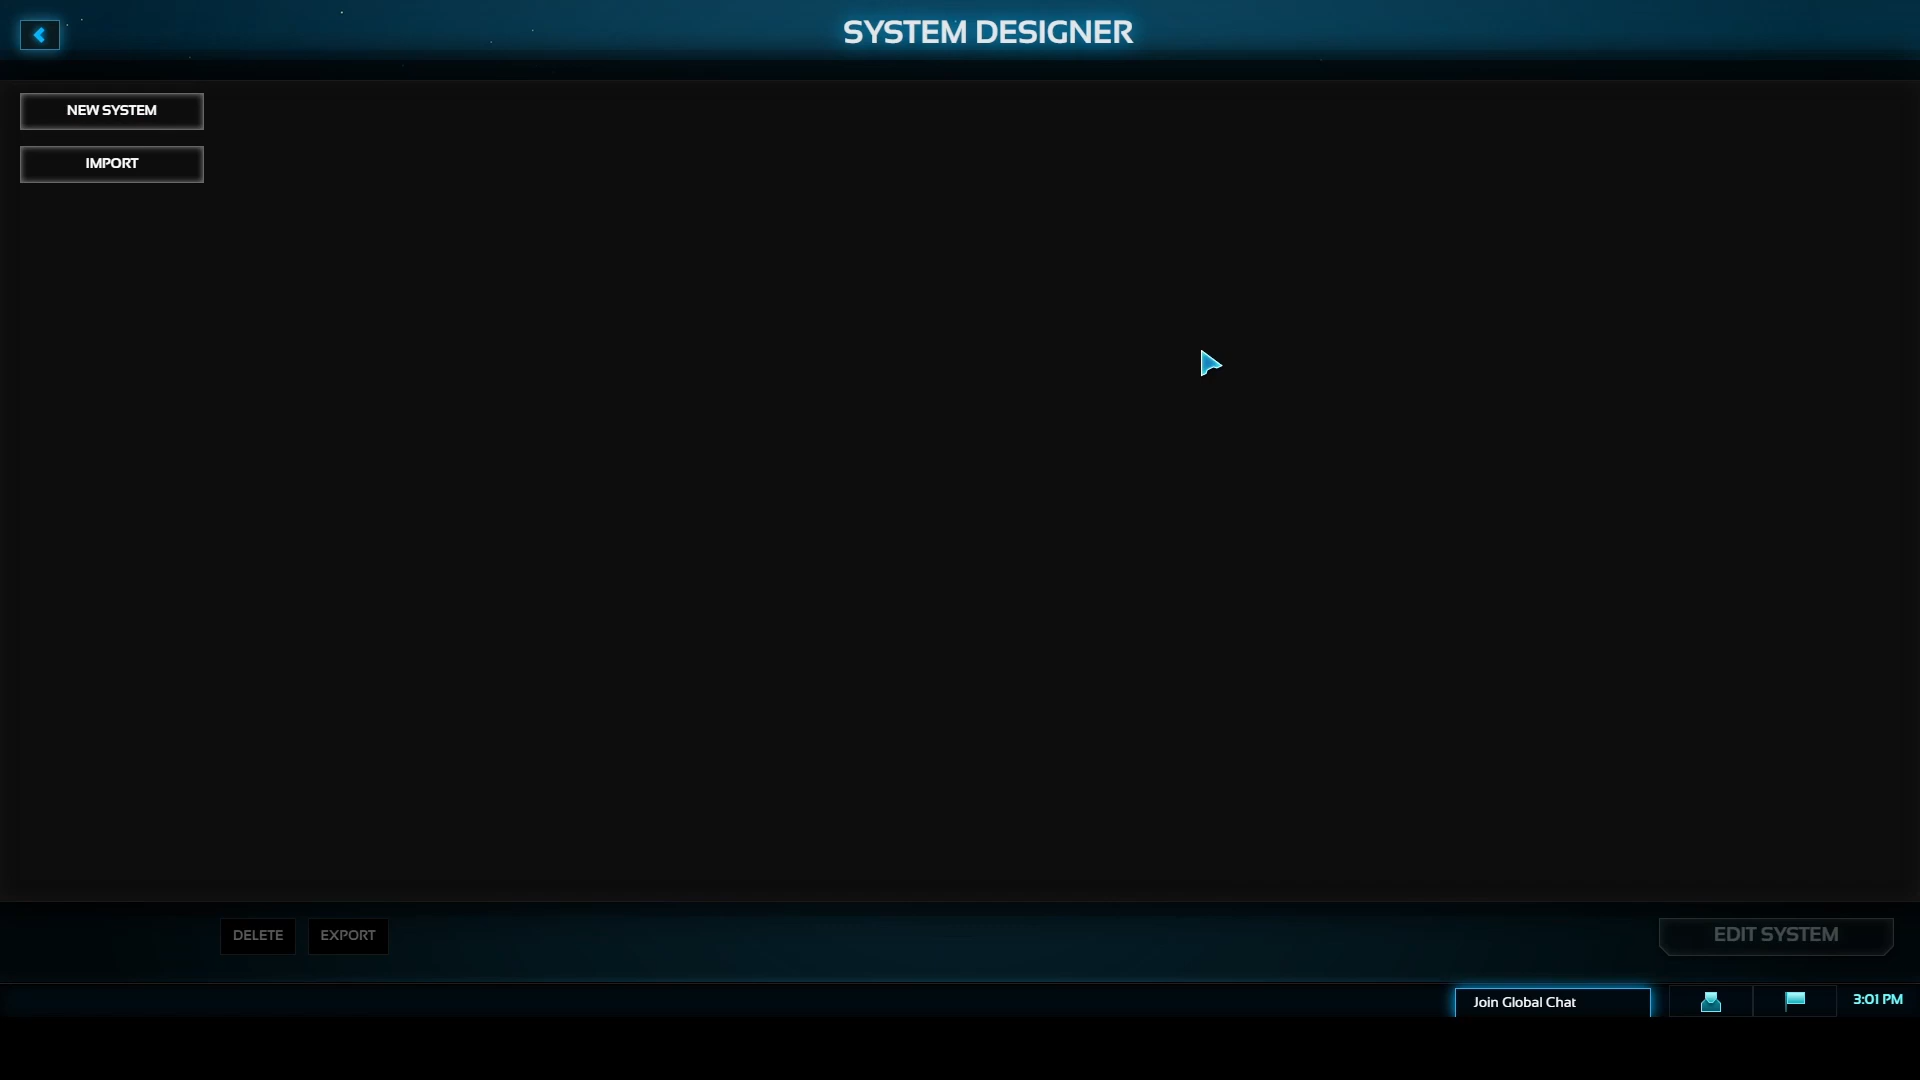 SYSTEM DESIGNER
NEW SYSTEM
IMPORT
DELETE
EXPORT
EDIT SYSTEM
Join Global Chat
3:01 PM